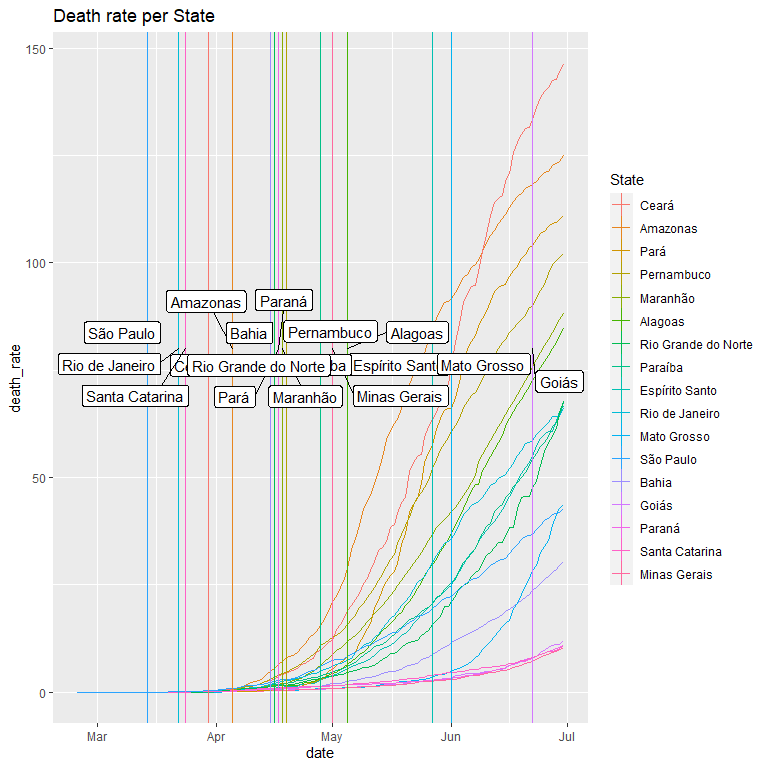 Death rate per State
150
100
50
0
death_rate
Mar
Apr
May
Jun
Jul
date
Amazonas
Paraná
São Paulo
Bahia
Pernambuco
Alagoas
Rio de Janeiro
Rio Grande do Norte
Mato Grosso
Goiás
Santa Catarina
Pará
Maranhão
Minas Gerais
State
Ceará
Amazonas
Pará
Pernambuco
Maranhão
Alagoas
Rio Grande do Norte
Paraíba
Espírito Santo
Rio de Janeiro
Mato Grosso
São Paulo
Bahia
Goiás
Paraná
Santa Catarina
Minas Gerais